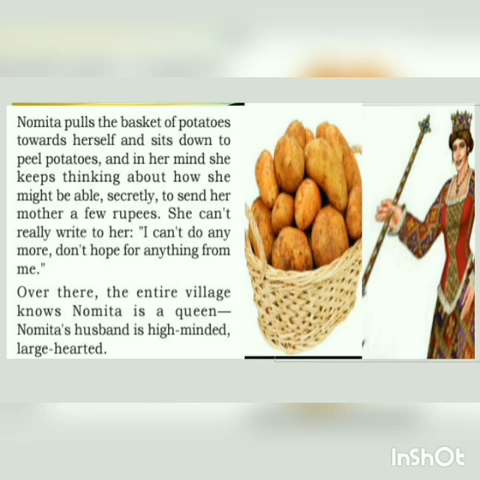 Nomita pulls the basket of potatoes
towards herself and sits down to
peel potatoes, and in her mind she
keeps thinking about how she
might be able, secretly, to send her
mother a few rupees. She can't
really write to her: "I can't do any
more, don't hope for anything from
me."
Over there, the entire village
knows Nomita is a queen—
Nomita's husband is high-minded,
large-hearted.
InShOt